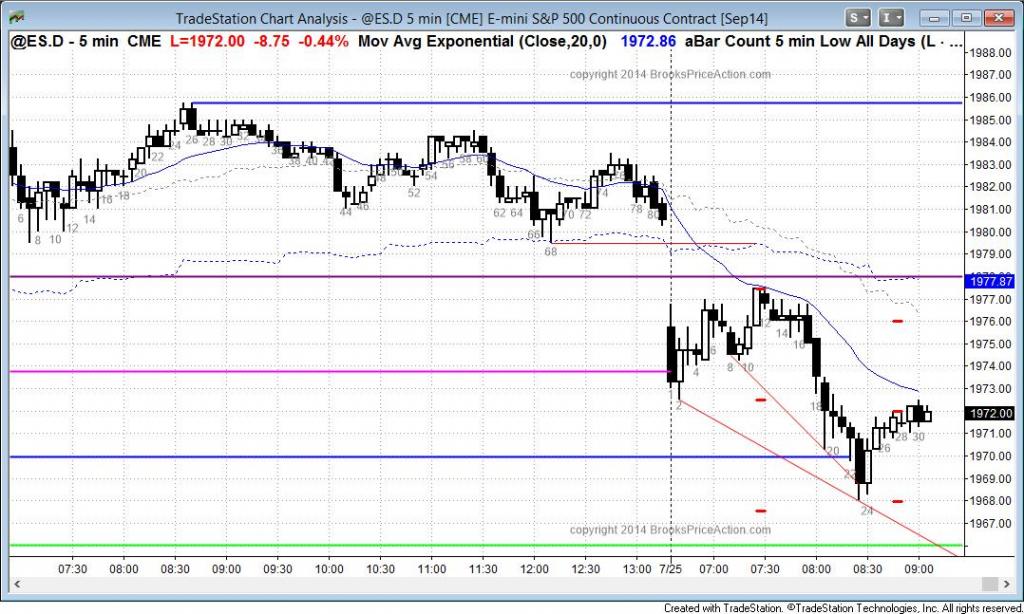 TradeStation Chart Analysis - @ES.D 5 min [CME] E-mini S&P 500 Continuous Contract [Sep14]
S I
@ES.D - 5 min CME L=1972.00 -8.75 -0.44% Mov Avg Exponential (Close,20,0) 1972.86 aBar Count 5 min Low All Days (L · ...
copyright 2014 BrooksPriceAction.com
1988.00
1987.00
1986.00
1985.00
1984.00
1983.00
1982.00
1981.00
1980.00
1979.00
1977.87
1977.00
1976.00
1975.00
1974.00
1973.00
1972.00
1971.00
1970.00
1969.00
1968.00
1967.00
6 8 10 12 14 16 18 20 22 24 26 28 30
44 52 54 62 64 66 68 70 72 74 78 80
2 4 6 8 10 12 14 16 18 20 22 24 26 28 30
copyright 2014 BrooksPriceAction.com
07:30 08:00 08:30 09:00 09:30 10:00 10:30 11:00 11:30 12:00 12:30 13:00 7/25 07:00 07:30 08:00 08:30 09:00
Created with TradeStation. ©TradeStation Technologies, Inc. All rights reserved.